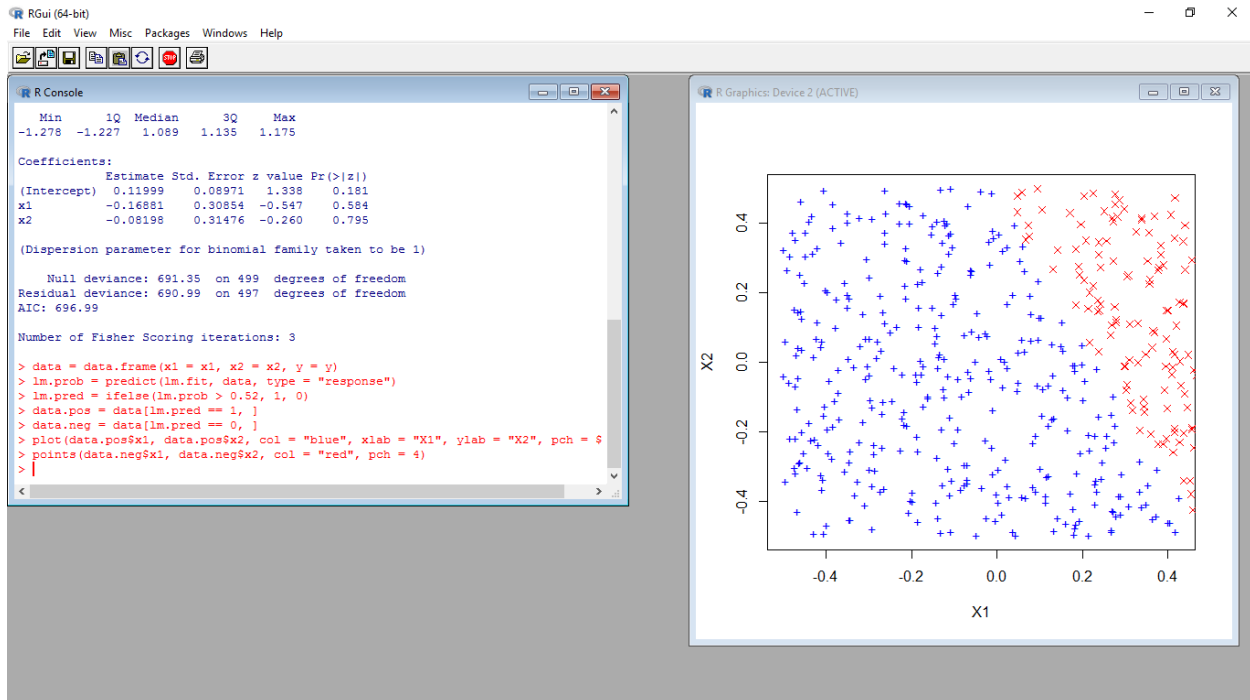 RGui (64-bit)
File Edit View Misc Packages Windows Help
STOP
R Console
Min 1Q Median 3Q Max
-1.278 -1.227 1.089 1.135 1.175
Coefficients:
Estimate Std. Error z value Pr(>|z|)
(Intercept) 0.11999 0.08971 1.338 0.181
x1 -0.16881 0.30854 -0.547 0.584
x2 -0.08198 0.31476 -0.260 0.795
(Dispersion parameter for binomial family taken to be 1)
Null deviance: 691.35 on 499 degrees of freedom
Residual deviance: 690.99 on 497 degrees of freedom
AIC: 696.99
Number of Fisher Scoring iterations: 3
> data = data.frame(x1 = x1, x2 = x2, y = y)
> lm.prob = predict(lm.fit, data, type = "response")
> lm.pred = ifelse(lm.prob > 0.52, 1, 0)
> data.pos = data[lm.pred == 1, ]
> data.neg = data[lm.pred == 0, ]
> plot(data.pos$x1, data.pos$x2, col = "blue", xlab = "X1", ylab = "X2", pch = $
> points(data.neg$x1, data.neg$x2, col = "red", pch = 4)
>
R Graphics: Device 2 (ACTIVE)
X2
0.4
0.2
0.0
-0.2
-0.4
-0.4 -0.2 0.0 0.2 0.4
X1